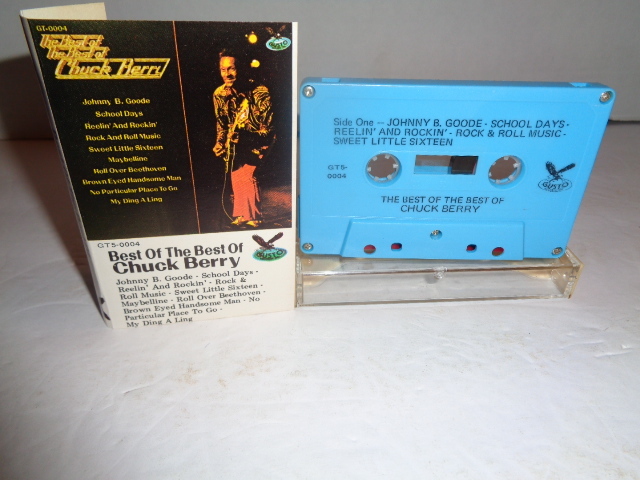 GT-0004
The Best of
the Best of
Chuck Berry
GUSTO
Johnny B. Goode
School Days
Reelin' And Rockin'
Rock And Roll Music
Sweet Little Sixteen
Maybelline
Roll Over Beethoven
Brown Eyed Handsome Man
No Particular Place To Go
My Ding A Ling
GT5-0004
Best Of The Best Of
Chuck Berry
GUSTO
Johnny B. Goode - School Days -
Reelin' And Rockin' - Rock &
Roll Music - Sweet Little Sixteen -
Maybelline - Roll Over Beethoven -
Brown Eyed Handsome Man - No
Particular Place To Go -
My Ding A Ling
Side One — JOHNNY B. GOODE - SCHOOL DAYS -
REELIN' AND ROCKIN' - ROCK & ROLL MUSIC -
SWEET LITTLE SIXTEEN
GT5-
0004
GUSTO
THE BEST OF THE BEST OF
CHUCK BERRY